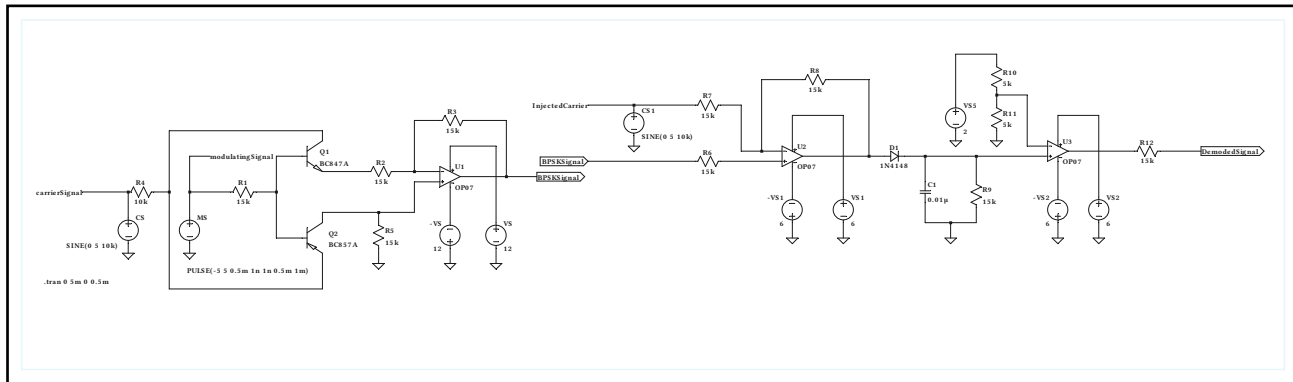 carrierSignal
R4
10k
CS
SINE(0 5 10k)
.tran 0 5m 0 0.5m
modulatingSignal
R1
15k
MS
PULSE(-5 5 0.5m 1n 1n 0.5m 1m)
Q1
BC847A
Q2
BC857A
R2
15k
R3
15k
R5
15k
U1
OP07
-VS
12
VS
12
BPSKSignal
InjectedCarrier
CS1
SINE(0 5 10k)
BPSKSignal
R7
15k
R6
15k
R8
15k
U2
OP07
-VS1
6
VS1
6
D1
1N4148
C1
0.01µ
R9
15k
VS5
2
R10
5k
R11
5k
U3
OP07
-VS2
6
VS2
6
R12
15k
DemodedSignal